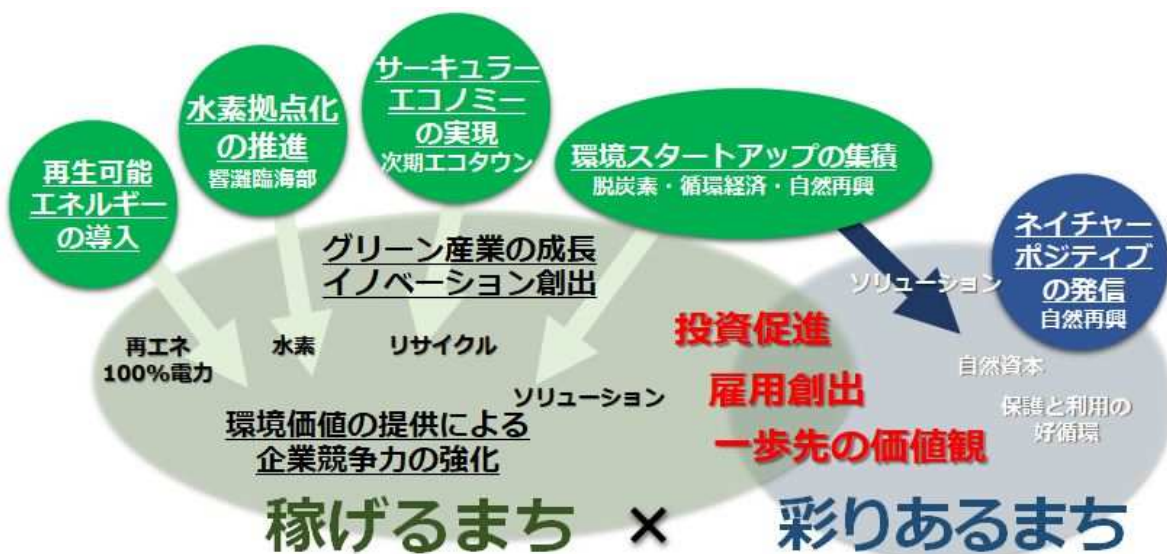 再生可能
エネルギー
の導入
水素拠点化
の推進
響灘臨海部
サーキュラー
エコノミー
の実現
次期エコタウン
環境スタートアップの集積
脱炭素・循環経済・自然再興
ネイチャー
ポジティブ
の発信
自然再興
グリーン産業の成長
イノベーション創出
ソリューション
再エネ
100%電力
水素
リサイクル
ソリューション
投資促進
雇用創出
一歩先の価値観
自然資本
保護と利用の
好循環
環境価値の提供による
企業競争力の強化
稼げるまち × 彩りあるまち